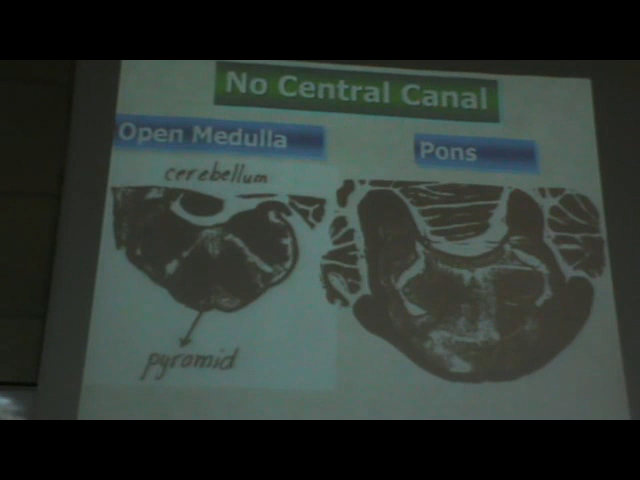 No Central Canal
Open Medulla
Pons
cerebellum
pyramid